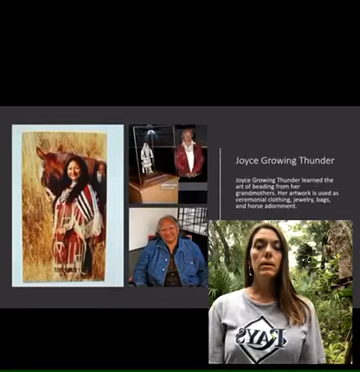 Joyce Growing Thunder
Joyce Growing Thunder learned the
art of beading from her
grandmothers. Her artwork is used as
ceremonial clothing, jewelry, bags,
and horse adornment.
RAYS